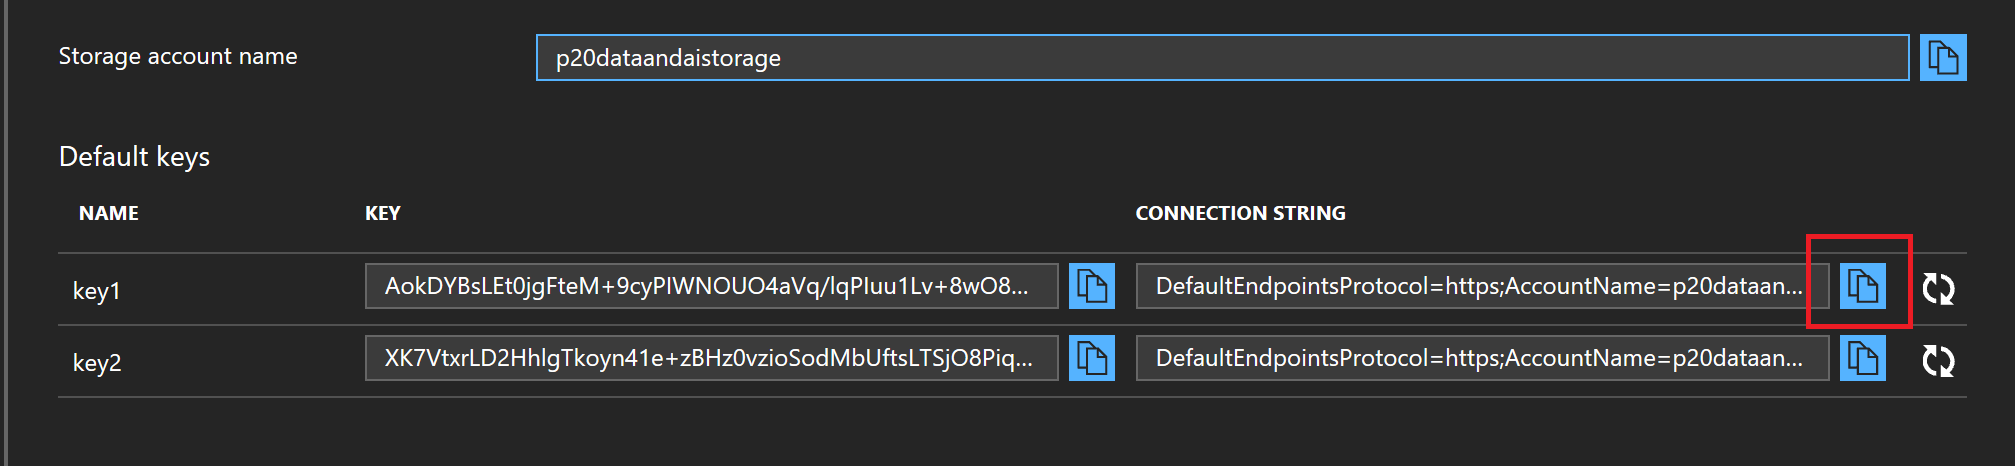 Storage account name
p20dataandaistorage
Default keys
NAME KEY CONNECTION STRING
key1 AokDYBsLEt0jgFteM+9cyPIWNOUO4aVq/lqPIuu1Lv+8wO8... DefaultEndpointsProtocol=https;AccountName=p20dataan...
key2 XK7VtxrLD2HhlgTkoyn41e+zBHz0vzioSodMbUftsLTSjO8Piq... DefaultEndpointsProtocol=https;AccountName=p20dataan...